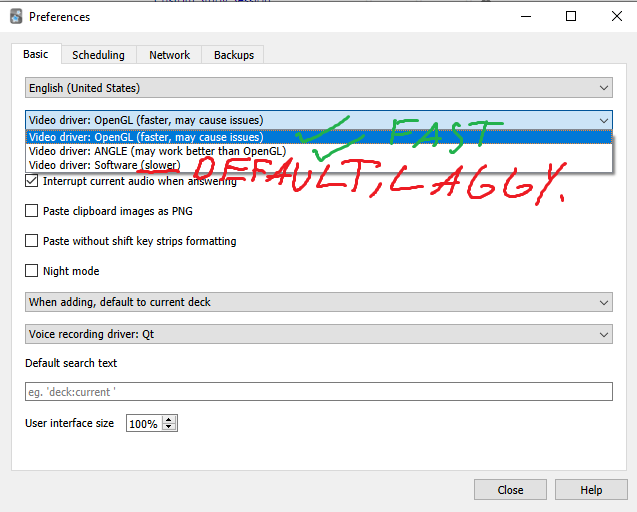 Preferences
Basic
Scheduling
Network
Backups
English (United States)
Video driver: OpenGL (faster, may cause issues)
Video driver: OpenGL (faster, may cause issues)
FAST
Video driver: ANGLE (may work better than OpenGL)
Video driver: Software (slower)
DEFAULT, LAGGY.
Interrupt current audio when answering
Paste clipboard images as PNG
Paste without shift key strips formatting
Night mode
When adding, default to current deck
Voice recording driver: Qt
Default search text
eg. 'deck:current '
User interface size 100%
Close
Help